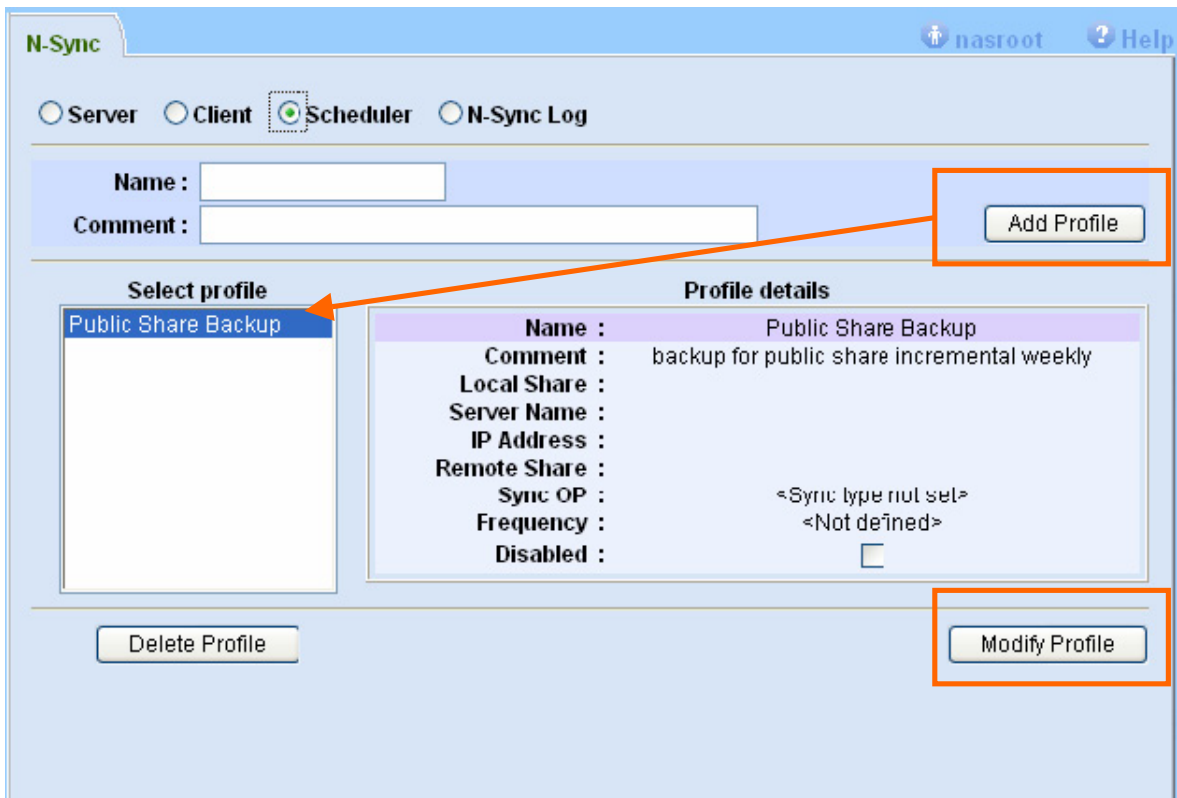 N-Sync
nasroot Help
Server Client Scheduler N-Sync Log
Name :
Comment :
Add Profile
Select profile
Public Share Backup
Profile details
Name : Public Share Backup
Comment : backup for public share incremental weekly
Local Share :
Server Name :
IP Address :
Remote Share :
Sync OP : <Sync type not set>
Frequency : <Not defined>
Disabled :
Delete Profile
Modify Profile